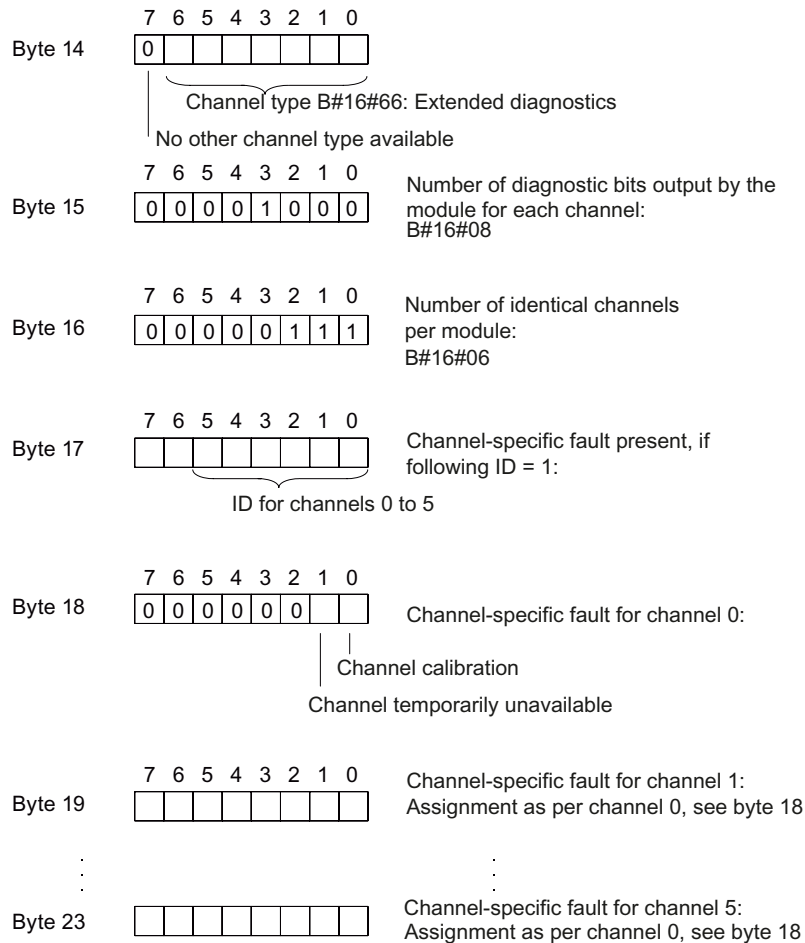 7 6 5 4 3 2 1 0
Byte 14
0
Channel type B#16#66: Extended diagnostics
No other channel type available
7 6 5 4 3 2 1 0
Byte 15
0 0 0 0 1 0 0 0
Number of diagnostic bits output by the
module for each channel:
B#16#08
7 6 5 4 3 2 1 0
Byte 16
0 0 0 0 0 1 1 1
Number of identical channels
per module:
B#16#06
7 6 5 4 3 2 1 0
Byte 17
Channel-specific fault present, if
following ID = 1:
ID for channels 0 to 5
7 6 5 4 3 2 1 0
Byte 18
0 0 0 0 0 0
Channel-specific fault for channel 0:
Channel calibration
Channel temporarily unavailable
7 6 5 4 3 2 1 0
Byte 19
Channel-specific fault for channel 1:
Assignment as per channel 0, see byte 18
Byte 23
Channel-specific fault for channel 5:
Assignment as per channel 0, see byte 18